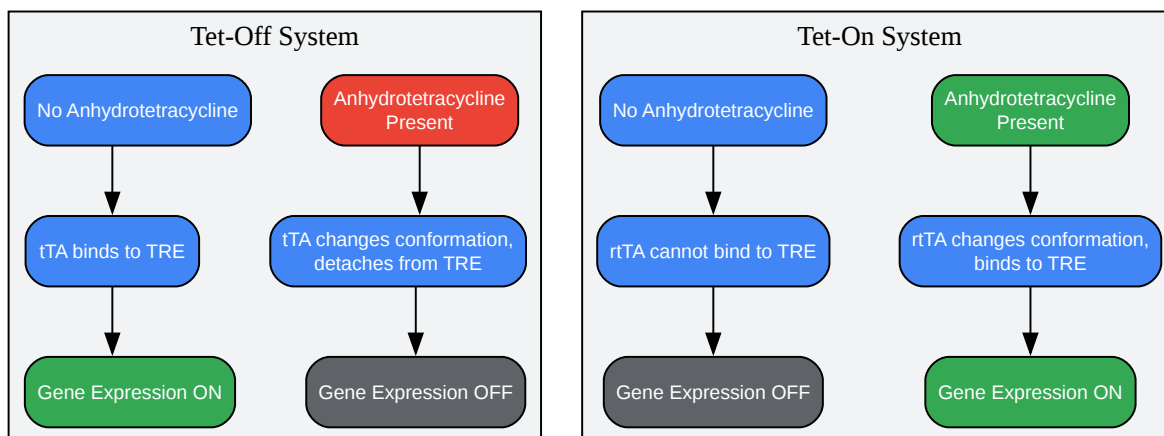 Tet-Off System
No Anhydrotetracycline
Anhydrotetracycline
Present
tTA binds to TRE
tTA changes conformation,
detaches from TRE
Gene Expression ON
Gene Expression OFF
Tet-On System
No Anhydrotetracycline
Anhydrotetracycline
Present
rtTA cannot bind to TRE
rtTA changes conformation,
binds to TRE
Gene Expression OFF
Gene Expression ON